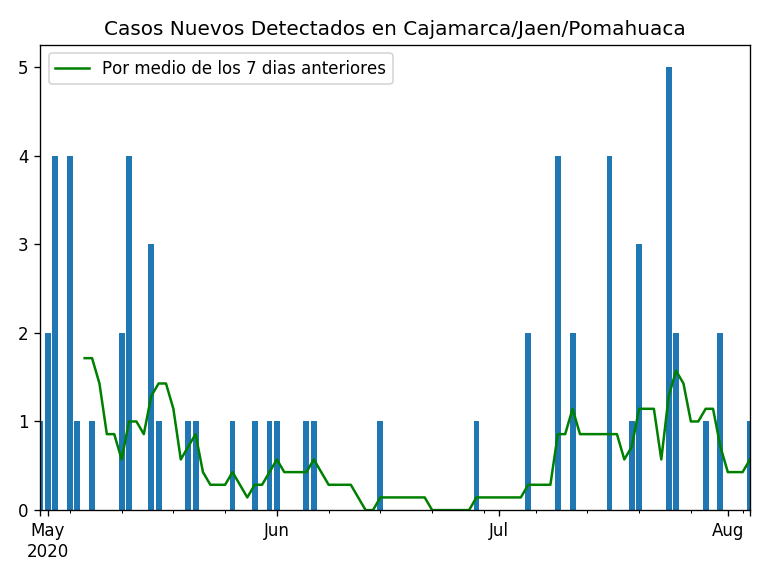 Casos Nuevos Detectados en Cajamarca/Jaen/Pomahuaca
Por medio de los 7 dias anteriores
5
4
3
2
1
0
May Jun Jul Aug
2020